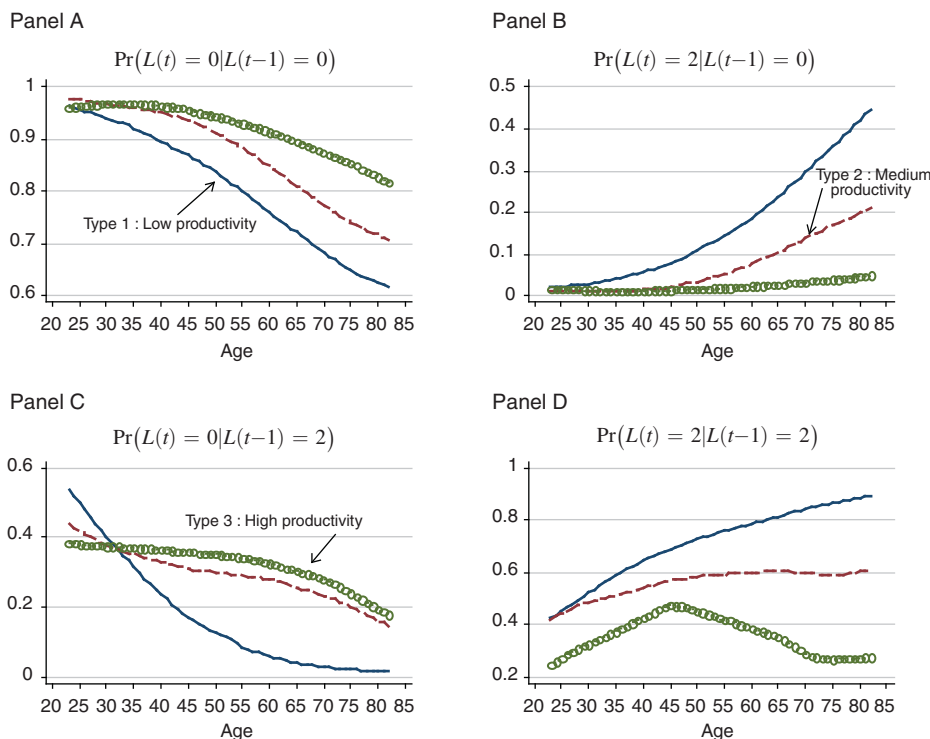 Panel A
Pr(L(t) = 0|L(t−1) = 0)
1
0.9
0.8
0.7
0.6
Type 1 : Low productivity
20 25 30 35 40 45 50 55 60 65 70 75 80 85
Age
Panel B
Pr(L(t) = 2|L(t−1) = 0)
0.5
0.4
0.3
0.2
0.1
0
Type 2 : Medium
productivity
20 25 30 35 40 45 50 55 60 65 70 75 80 85
Age
Panel C
Pr(L(t) = 0|L(t−1) = 2)
0.6
0.4
0.2
0
Type 3 : High productivity
20 25 30 35 40 45 50 55 60 65 70 75 80 85
Age
Panel D
Pr(L(t) = 2|L(t−1) = 2)
1
0.8
0.6
0.4
0.2
20 25 30 35 40 45 50 55 60 65 70 75 80 85
Age